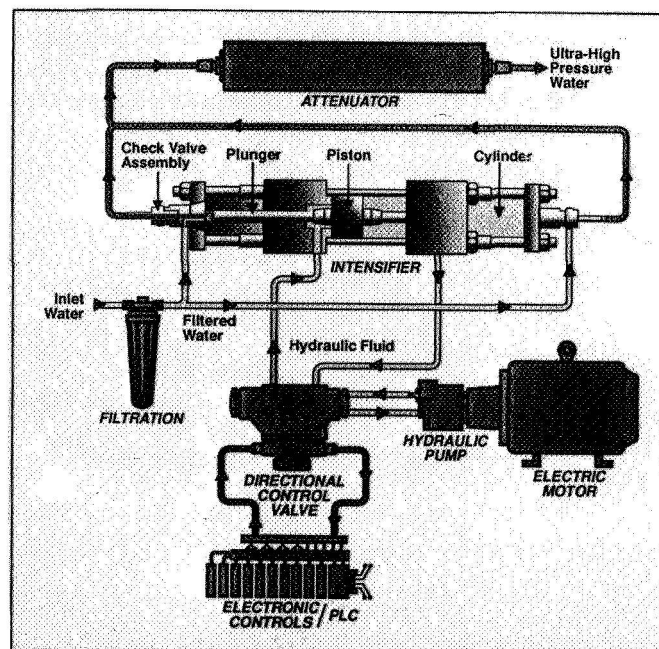 Ultra-High
Pressure
Water
ATTENUATOR
Check Valve
Assembly
Plunger
Piston
Cylinder
INTENSIFIER
Inlet
Water
Filtered
Water
Hydraulic Fluid
FILTRATION
HYDRAULIC
PUMP
ELECTRIC
MOTOR
DIRECTIONAL
CONTROL
VALVE
ELECTRONIC
CONTROLS / PLC